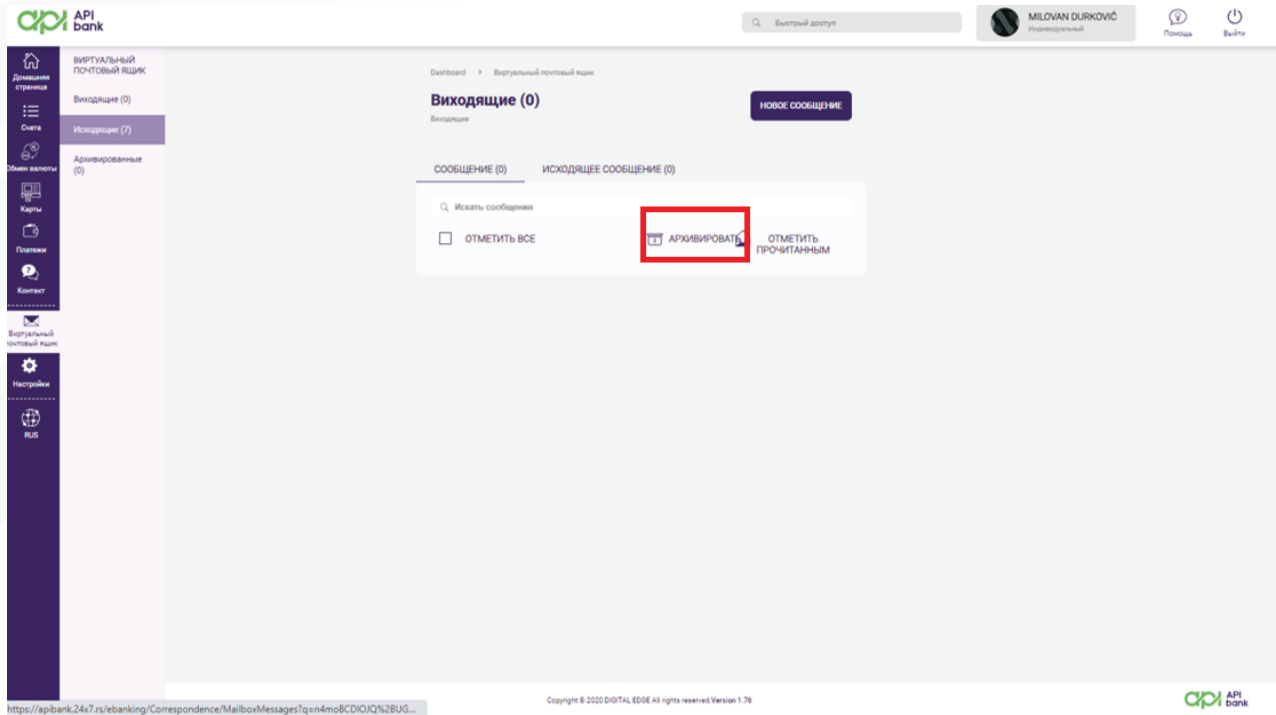 API
bank
Быстрый доступ
MILOVAN DURKOVIĆ
Индивидуальный
Помощь
Выйти
Домашняя
страница
Счета
Обмен валюты
Карты
Платежи
Контакт
Виртуальный
почтовый ящик
Настройки
RUS
ВИРТУАЛЬНЫЙ
ПОЧТОВЫЙ ЯЩИК
Виходящие (0)
Исходящие (7)
Архивированные
(0)
Dashboard > Виртуальный почтовый ящик
Виходящие (0)
Виходящие
НОВОЕ СООБЩЕНИЕ
СООБЩЕНИЕ (0)
ИСХОДЯЩЕЕ СООБЩЕНИЕ (0)
Искать сообщения
ОТМЕТИТЬ ВСЕ
АРХИВИРОВАТЬ
ОТМЕТИТЬ
ПРОЧИТАННЫМ
Copyright © 2020 DIGITAL EDGE All rights reserved.Version 1.76
API
bank
https://apibank.24x7.rs/ebanking/Correspondence/MailboxMessages?q=n4moBCDIOJQ%2BUG...